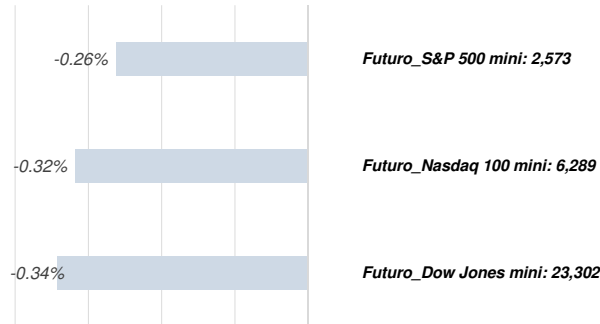 -0.26% Futuro_S&P 500 mini: 2,573
-0.32% Futuro_Nasdaq 100 mini: 6,289
-0.34% Futuro_Dow Jones mini: 23,302